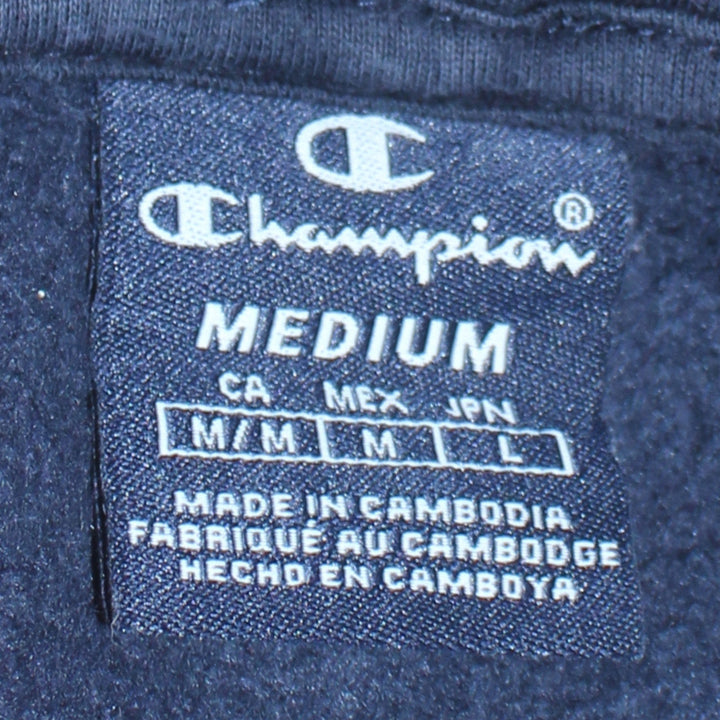 Champion®
MEDIUM
CA MEX JPN
M/M M L
MADE IN CAMBODIA
FABRIQUÉ AU CAMBODGE
HECHO EN CAMBOYA